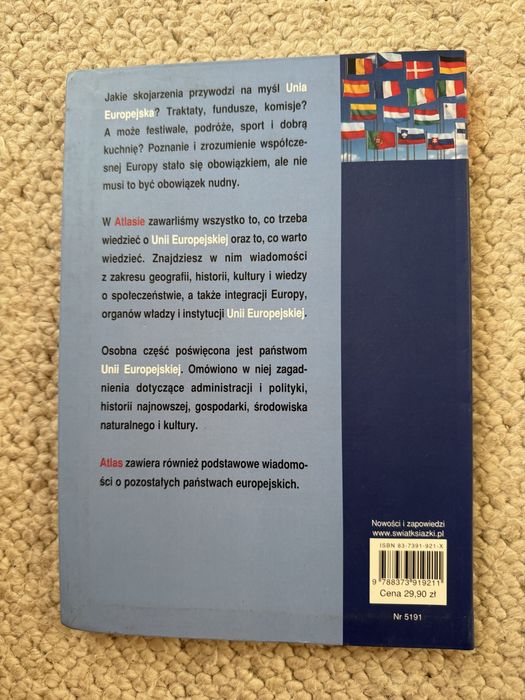 Jakie skojarzenia przywodzi na myśl Unia
Europejska? Traktaty, fundusze, komisje?
A może festiwale, podróże, sport i dobrą
kuchnię? Poznanie i zrozumienie współcze-
snej Europy stało się obowiązkiem, ale nie
musi to być obowiązek nudny.
W Atlasie zawarliśmy wszystko to, co trzeba
wiedzieć o Unii Europejskiej oraz to, co warto
wiedzieć. Znajdziesz w nim wiadomości
z zakresu geografii, historii, kultury i wiedzy
o społeczeństwie, a także integracji Europy,
organów władzy i instytucji Unii Europejskiej.
Osobna część poświęcona jest państwom
Unii Europejskiej. Omówiono w niej zagad-
nienia dotyczące administracji i polityki,
historii najnowszej, gospodarki, środowiska
naturalnego i kultury.
Atlas zawiera również podstawowe wiadomo-
ści o pozostałych państwach europejskich.
Nowości i zapowiedzi
www.swiatksiazki.pl
ISBN 83-7391-921-X
9 788373 919211
Cena 29,90 zł
Nr 5191